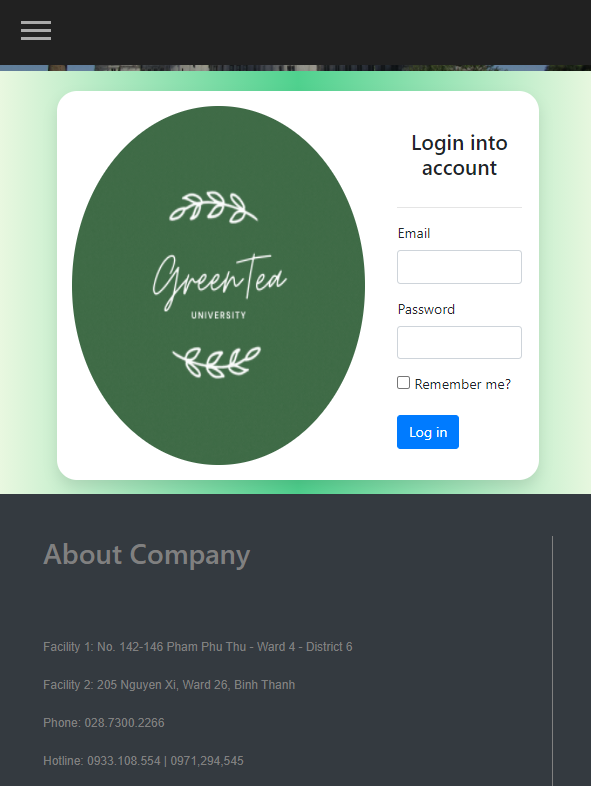 Login into
account
GreenTea
UNIVERSITY
Email
Password
Remember me?
Log in
About Company
Facility 1: No. 142-146 Pham Phu Thu - Ward 4 - District 6
Facility 2: 205 Nguyen Xi, Ward 26, Binh Thanh
Phone: 028.7300.2266
Hotline: 0933.108.554 | 0971,294,545